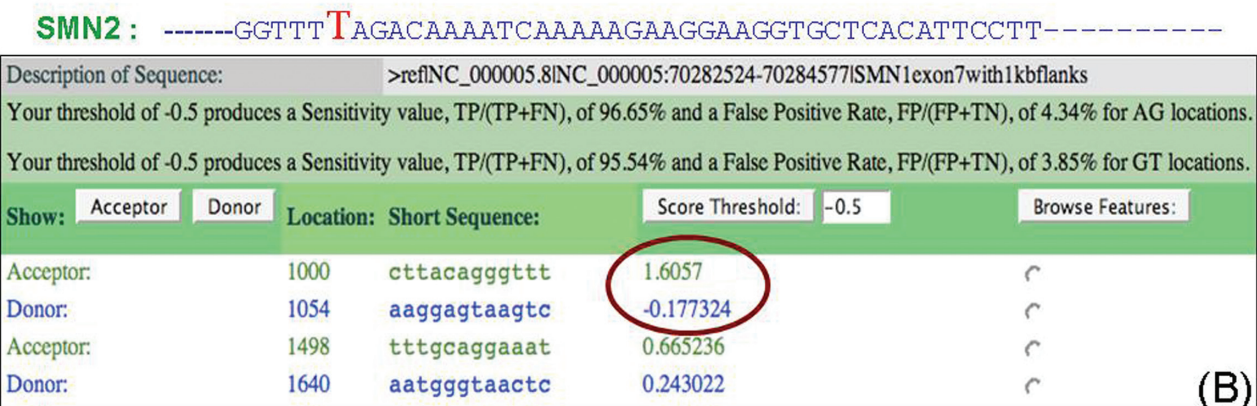 SMN2 : -------GGTTTTAGACAAAATCAAAAAGAAGGAAGGTGCTCACATTCCTT----------
Description of Sequence: >ref|NC_000005.8|NC_000005:70282524-70284577|SMN1exon7with1kbflanks
Your threshold of -0.5 produces a Sensitivity value, TP/(TP+FN), of 96.65% and a False Positive Rate, FP/(FP+TN), of 4.34% for AG locations.
Your threshold of -0.5 produces a Sensitivity value, TP/(TP+FN), of 95.54% and a False Positive Rate, FP/(FP+TN), of 3.85% for GT locations.
Show: Acceptor Donor Location: Short Sequence: Score Threshold: -0.5 Browse Features:
Acceptor: 1000 cttacagggttt 1.6057
Donor: 1054 aaggagtaagtc -0.177324
Acceptor: 1498 tttgcaggaaat 0.665236
Donor: 1640 aatgggtaactc 0.243022
(B)